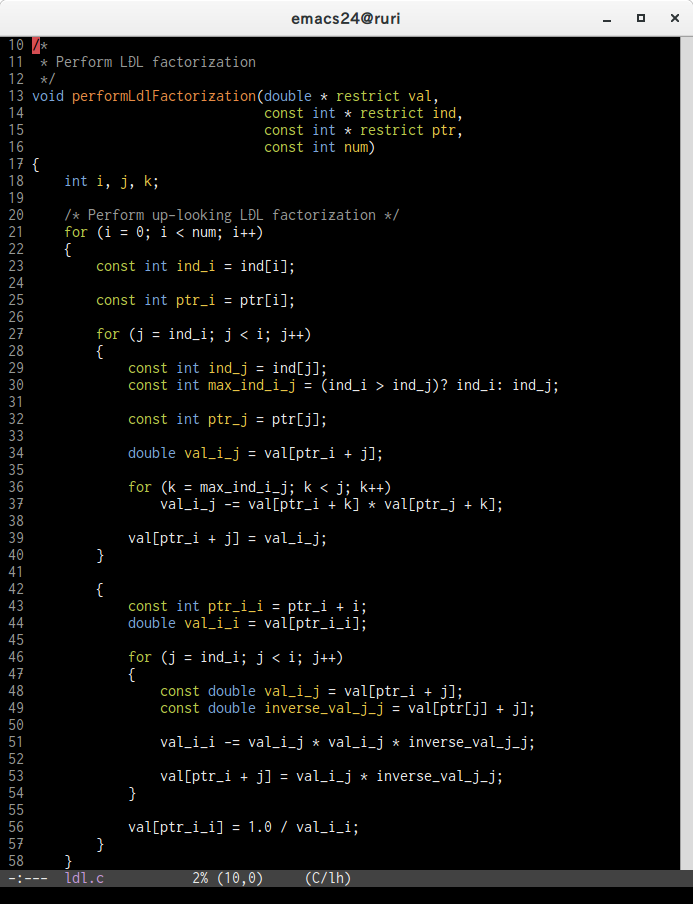 emacs24@ruri
10 /*
11  * Perform LĐL factorization
12  */
13 void performLdlFactorization(double * restrict val,
14                              const int * restrict ind,
15                              const int * restrict ptr,
16                              const int num)
17 {
18     int i, j, k;
19
20     /* Perform up-looking LĐL factorization */
21     for (i = 0; i < num; i++)
22     {
23         const int ind_i = ind[i];
24
25         const int ptr_i = ptr[i];
26
27         for (j = ind_i; j < i; j++)
28         {
29             const int ind_j = ind[j];
30             const int max_ind_i_j = (ind_i > ind_j)? ind_i: ind_j;
31
32             const int ptr_j = ptr[j];
33
34             double val_i_j = val[ptr_i + j];
35
36             for (k = max_ind_i_j; k < j; k++)
37                 val_i_j -= val[ptr_i + k] * val[ptr_j + k];
38
39             val[ptr_i + j] = val_i_j;
40         }
41
42         {
43             const int ptr_i_i = ptr_i + i;
44             double val_i_i = val[ptr_i_i];
45
46             for (j = ind_i; j < i; j++)
47             {
48                 const double val_i_j = val[ptr_i + j];
49                 const double inverse_val_j_j = val[ptr[j] + j];
50
51                 val_i_i -= val_i_j * val_i_j * inverse_val_j_j;
52
53                 val[ptr_i + j] = val_i_j * inverse_val_j_j;
54             }
55
56             val[ptr_i_i] = 1.0 / val_i_i;
57         }
58     }
-:---  ldl.c           2% (10,0)     (C/lh)